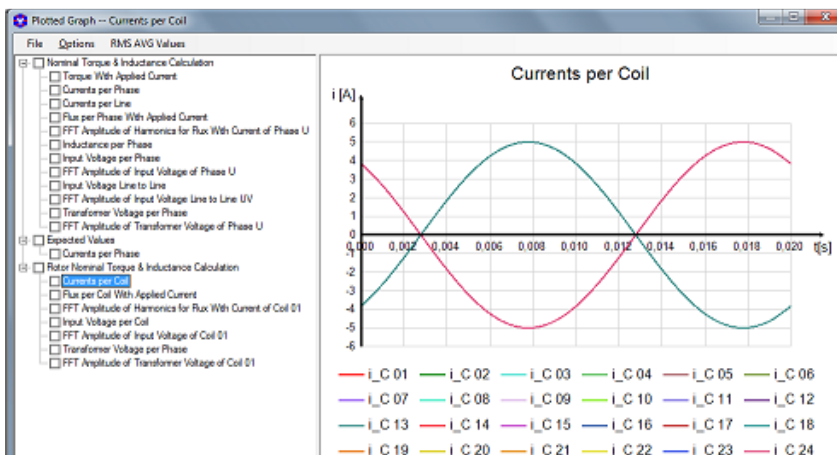 Plotted Graph -- Currents per Coil
File Options RMS AVG Values
Nominal Torque & Inductance Calculation
Torque With Applied Current
Currents per Phase
Currents per Line
Flux per Phase With Applied Current
FFT Amplitude of Harmonics for Flux With Current of Phase U
Inductance per Phase
Input Voltage per Phase
FFT Amplitude of Input Voltage of Phase U
Input Voltage Line to Line
FFT Amplitude of Input Voltage Line to Line UV
Transformer Voltage per Phase
FFT Amplitude of Transformer Voltage of Phase U
Expected Values
Currents per Phase
Rotor Nominal Torque & Inductance Calculation
Currents per Coil
Flux per Coil With Applied Current
FFT Amplitude of Harmonics for Flux With Current of Coil 01
Input Voltage per Coil
FFT Amplitude of Input Voltage of Coil 01
Transformer Voltage per Phase
FFT Amplitude of Transformer Voltage of Coil 01
Currents per Coil
i [A]
6
5
4
3
2
1
0
0,000 0,002 0,004 0,006 0,008 0,010 0,012 0,014 0,016 0,018 0,020 t[s]
-1
-2
-3
-4
-5
-6
i_C 01 i_C 02 i_C 03 i_C 04 i_C 05 i_C 06
i_C 07 i_C 08 i_C 09 i_C 10 i_C 11 i_C 12
i_C 13 i_C 14 i_C 15 i_C 16 i_C 17 i_C 18
i_C 19 i_C 20 i_C 21 i_C 22 i_C 23 i_C 24